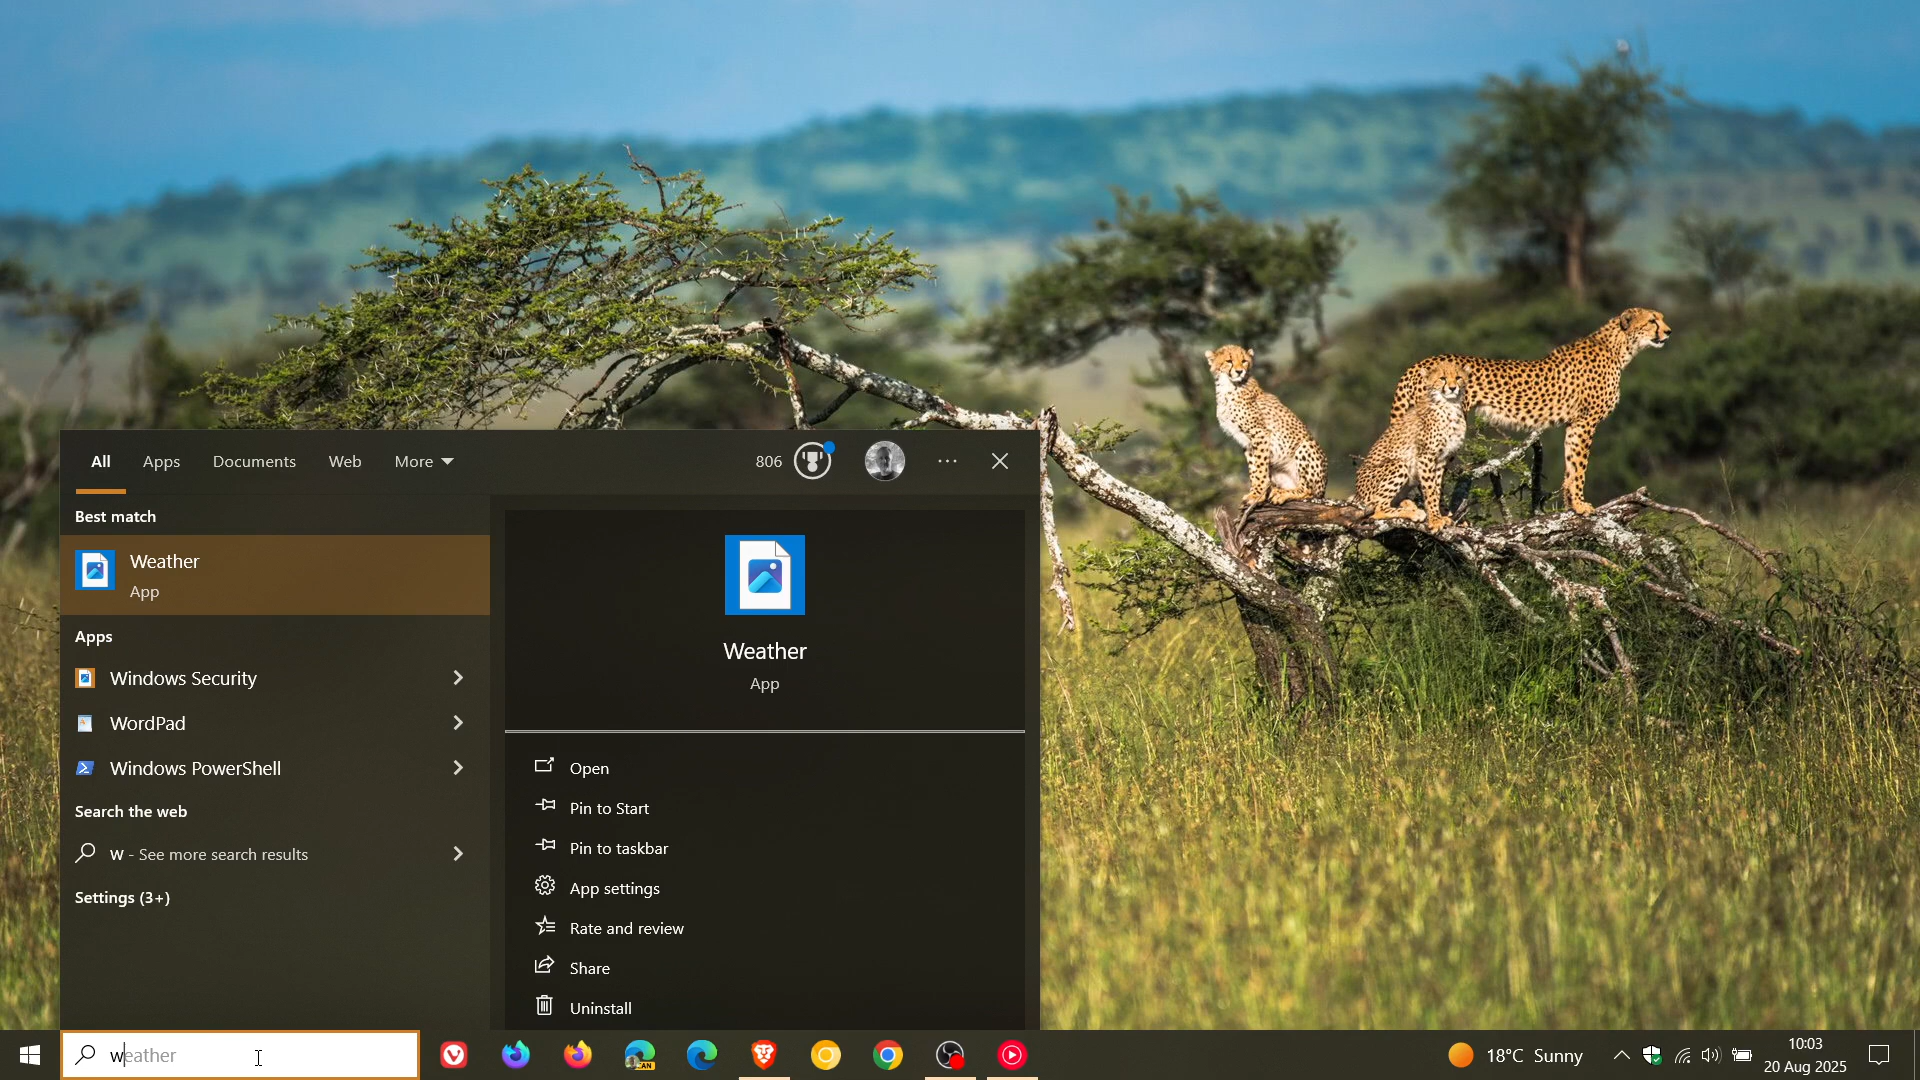 All Apps Documents Web More 806
Best match
Weather
App
Apps
Windows Security
WordPad
Windows PowerShell
Search the web
w - See more search results
Settings (3+)
Weather
App
Open
Pin to Start
Pin to taskbar
App settings
Rate and review
Share
Uninstall
weather
CAN
18°C Sunny
10:03
20 Aug 2025